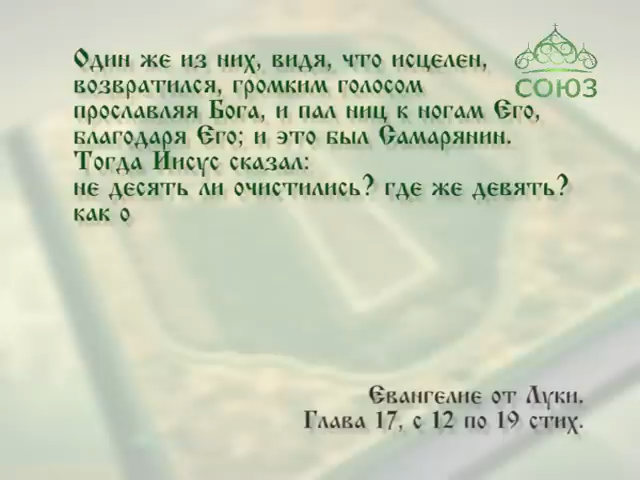 Один же из них, видя, что исцелен,
возвратился, громким голосом
прославляя Бога, и пал ниц к ногам Его,
благодаря Его; и это был Самарянин.
Тогда Иисус сказал:
не десять ли очистились? где же девять?
как о
СОЮЗ
Евангелие от Луки.
Глава 17, с 12 по 19 стих.